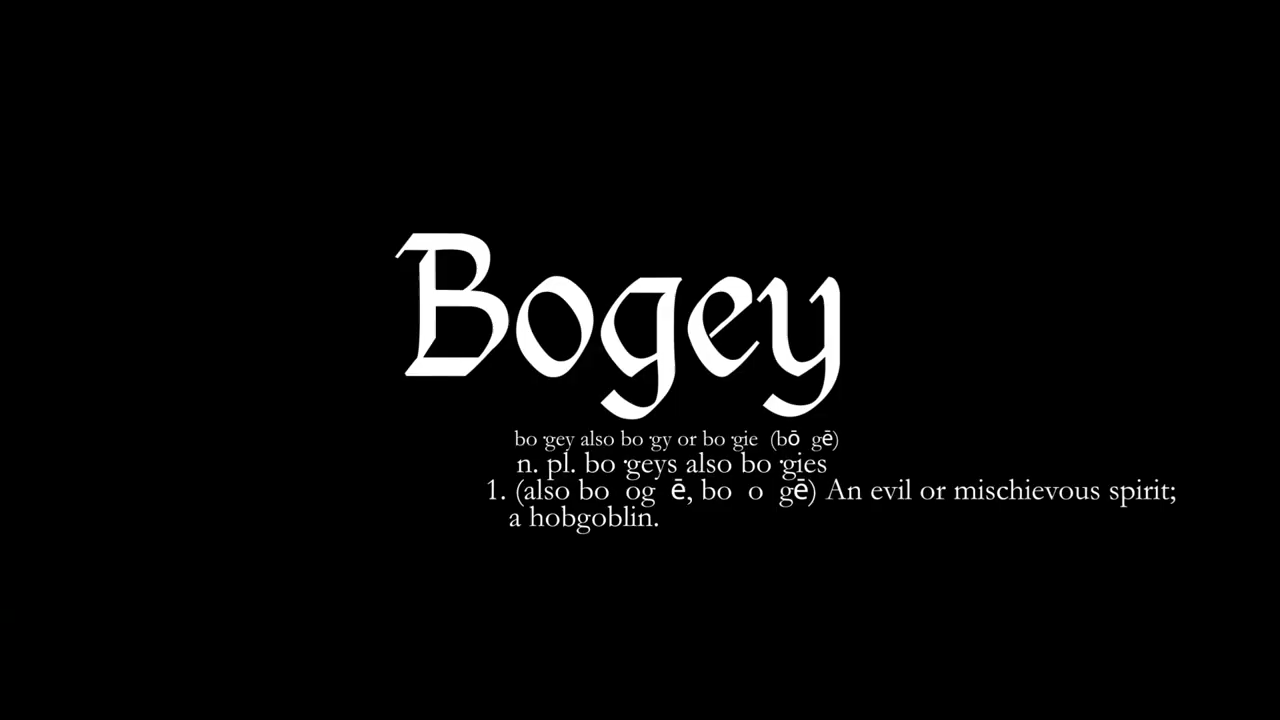 Bogey
bo·gey also bo·gy or bo·gie (bō gē)
n. pl. bo·geys also bo·gies
1. (also bo og ē, bo o gē) An evil or mischievous spirit;
a hobgoblin.